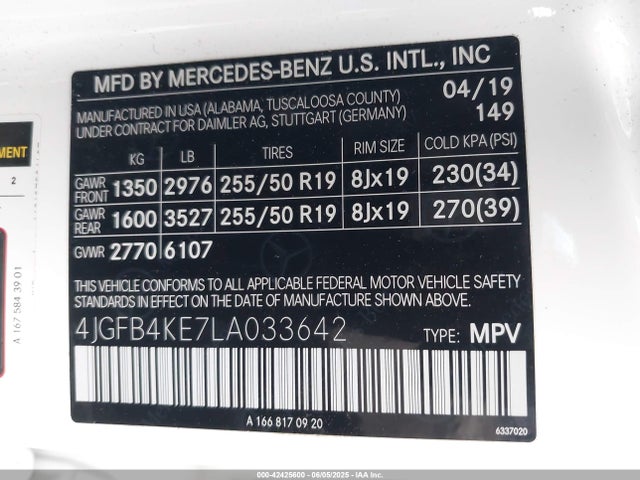 MFD BY MERCEDES-BENZ U.S. INTL., INC
MANUFACTURED IN USA (ALABAMA, TUSCALOOSA COUNTY) 04/19
UNDER CONTRACT FOR DAIMLER AG, STUTTGART (GERMANY) 149
KG LB TIRES RIM SIZE COLD KPA (PSI)
GAWR FRONT 1350 2976 255/50 R19 8Jx19 230(34)
GAWR REAR 1600 3527 255/50 R19 8Jx19 270(39)
GVWR 2770 6107
THIS VEHICLE CONFORMS TO ALL APPLICABLE FEDERAL MOTOR VEHICLE SAFETY
STANDARDS IN EFFECT ON THE DATE OF MANUFACTURE SHOWN ABOVE.
4JGFB4KE7LA033642 TYPE: MPV
A 166 817 09 20
6337020
MENT
2
A 167 584 39 01
000-42425600 - 06/05/2025 - IAA Inc.